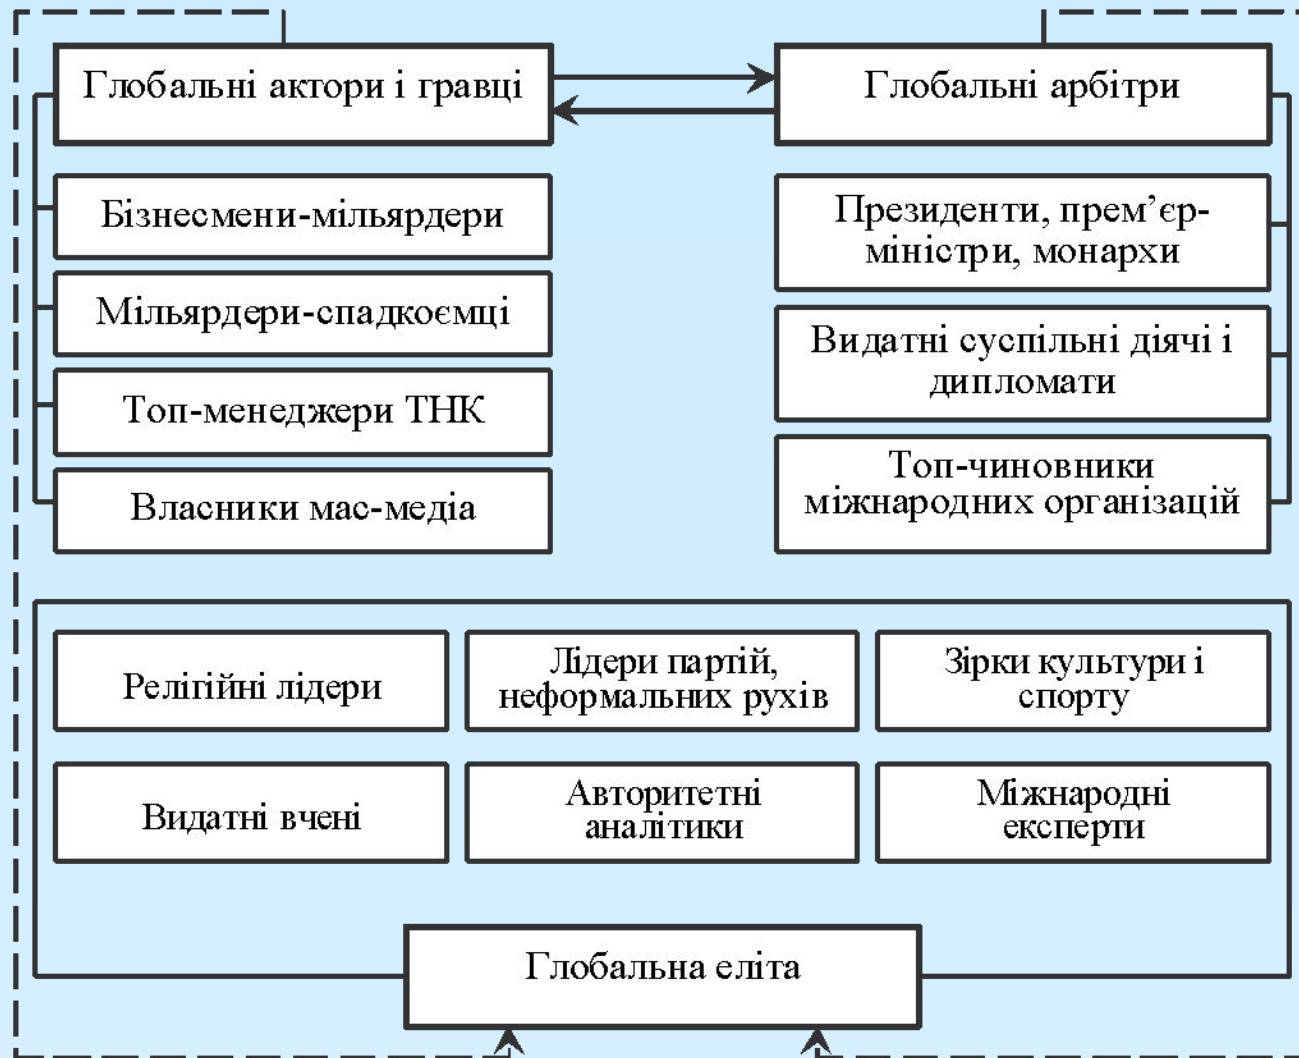 Глобальні актори і гравці
Глобальні арбітри
Бізнесмени-мільярдери
Мільярдери-спадкоємці
Топ-менеджери ТНК
Власники мас-медіа
Президенти, прем’єр-
міністри, монархи
Видатні суспільні діячі і
дипломати
Топ-чиновники
міжнародних організацій
Релігійні лідери
Лідери партій,
неформальних рухів
Зірки культури і
спорту
Видатні вчені
Авторитетні
аналітики
Міжнародні
експерти
Глобальна еліта